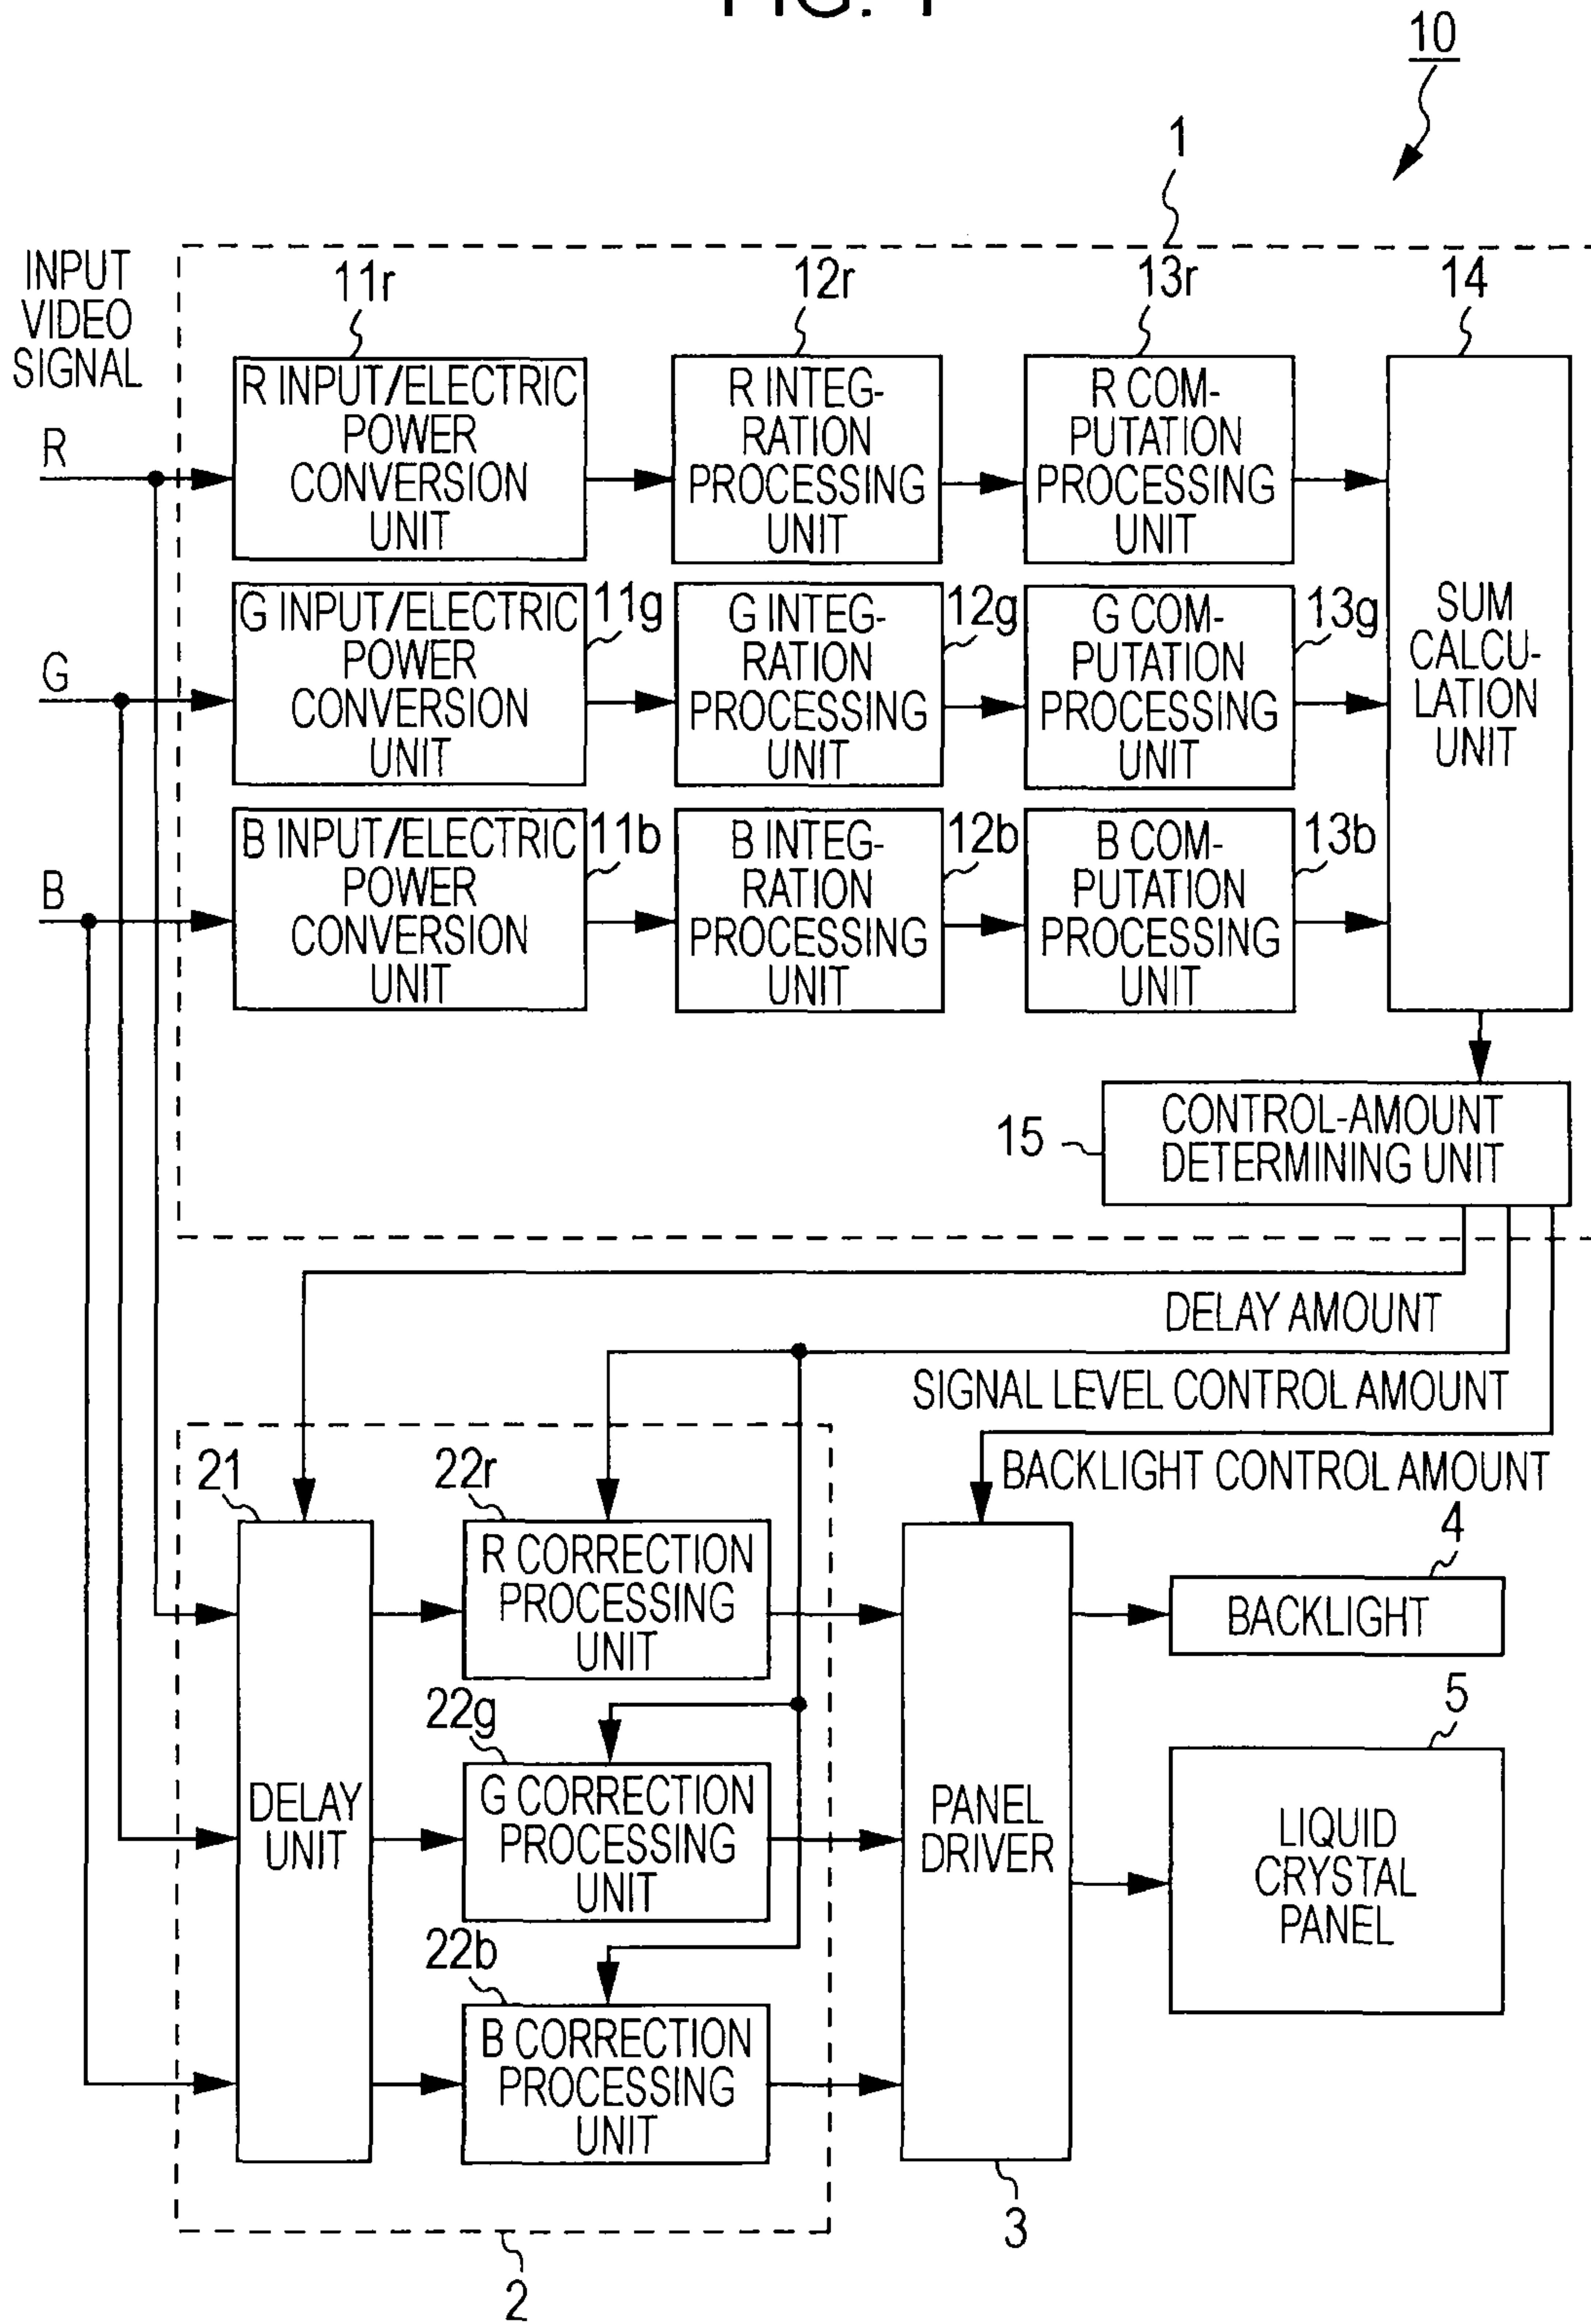 FIG. 1
10
1
INPUT
VIDEO
SIGNAL
11r
12r
13r
14
R
R INPUT/ELECTRIC
POWER
CONVERSION
UNIT
R INTEG-
RATION
PROCESSING
UNIT
R COM-
PUTATION
PROCESSING
UNIT
G
G INPUT/ELECTRIC
POWER
CONVERSION
UNIT
11g
G INTEG-
RATION
PROCESSING
UNIT
12g
G COM-
PUTATION
PROCESSING
UNIT
13g
SUM
CALCU-
LATION
UNIT
B
B INPUT/ELECTRIC
POWER
CONVERSION
UNIT
11b
B INTEG-
RATION
PROCESSING
UNIT
12b
B COM-
PUTATION
PROCESSING
UNIT
13b
15
CONTROL-AMOUNT
DETERMINING UNIT
DELAY AMOUNT
SIGNAL LEVEL CONTROL AMOUNT
BACKLIGHT CONTROL AMOUNT
21
22r
4
R CORRECTION
PROCESSING
UNIT
BACKLIGHT
22g
5
DELAY
UNIT
G CORRECTION
PROCESSING
UNIT
PANEL
DRIVER
LIQUID
CRYSTAL
PANEL
22b
B CORRECTION
PROCESSING
UNIT
3
2